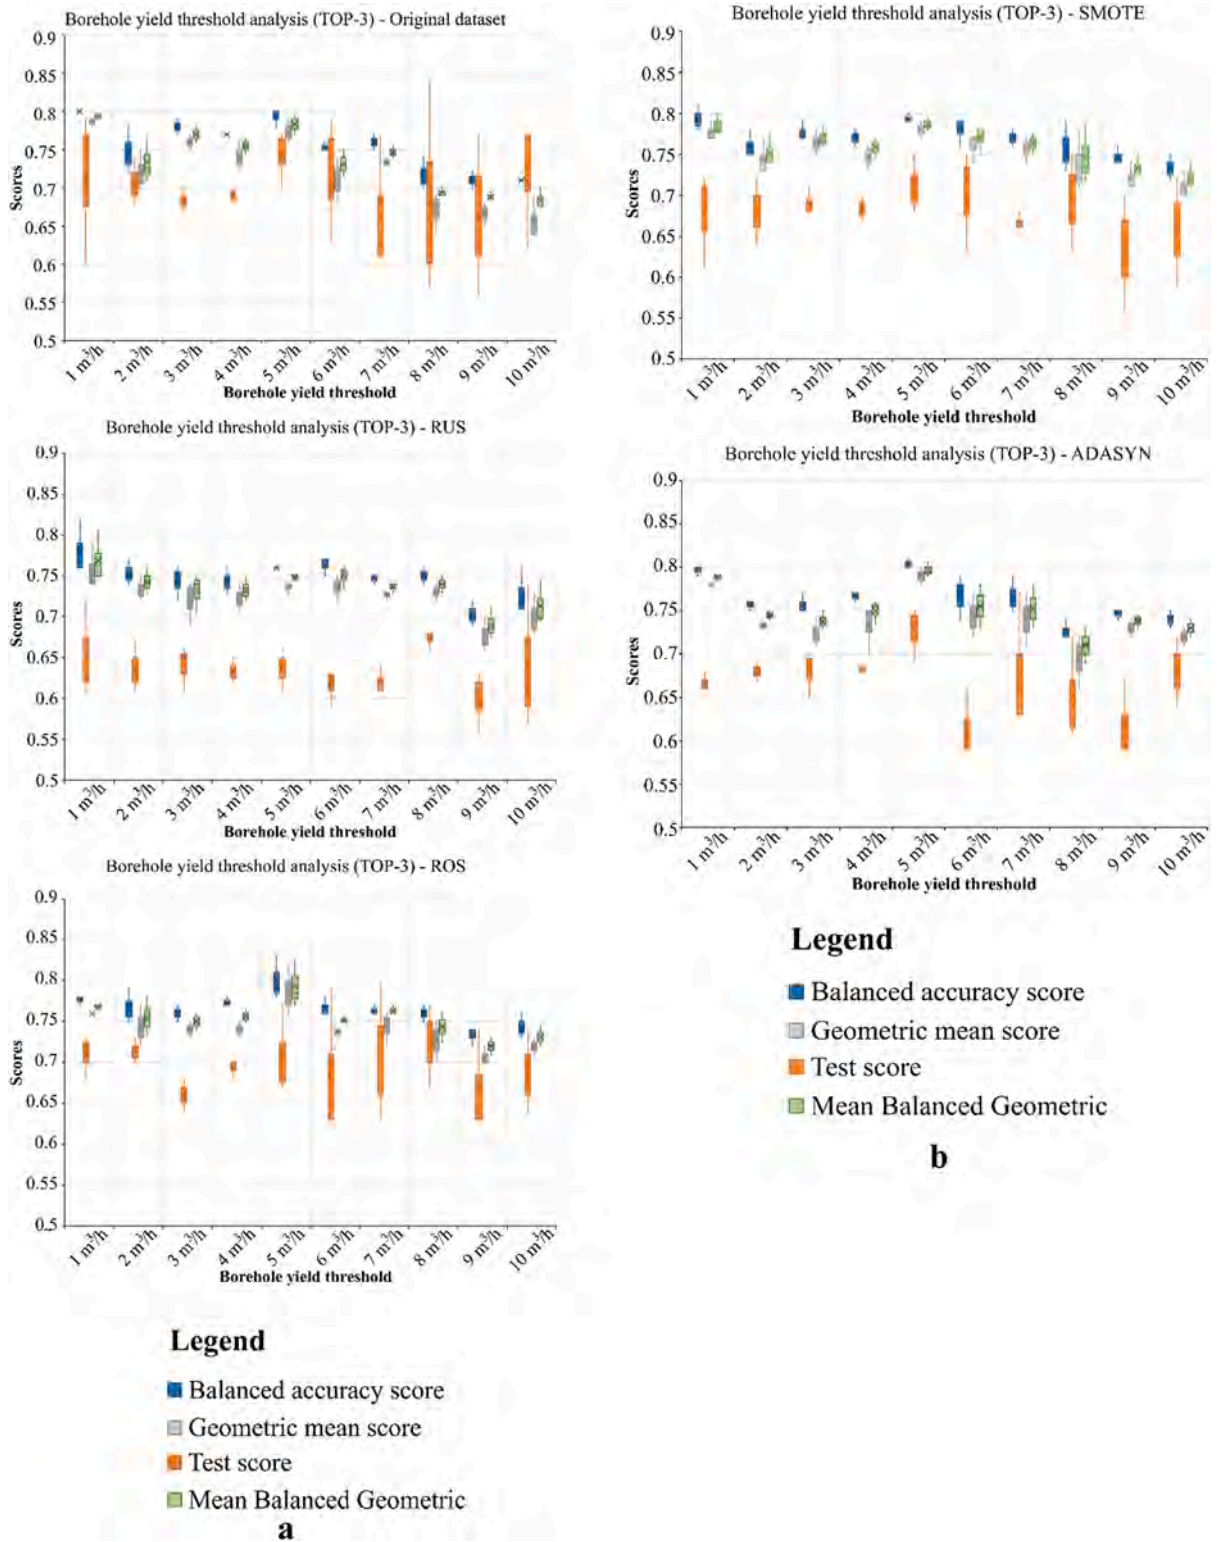 Borehole yield threshold analysis (TOP-3) - Original dataset
0.9
0.85
0.8
0.75
0.7
0.65
0.6
0.55
0.5
Scores
1 m³/h 2 m³/h 3 m³/h 4 m³/h 5 m³/h 6 m³/h 7 m³/h 8 m³/h 9 m³/h 10 m³/h
Borehole yield threshold
Borehole yield threshold analysis (TOP-3) - RUS
0.9
0.85
0.8
0.75
0.7
0.65
0.6
0.55
0.5
Scores
1 m³/h 2 m³/h 3 m³/h 4 m³/h 5 m³/h 6 m³/h 7 m³/h 8 m³/h 9 m³/h 10 m³/h
Borehole yield threshold
Borehole yield threshold analysis (TOP-3) - ROS
0.9
0.85
0.8
0.75
0.7
0.65
0.6
0.55
0.5
Scores
1 m³/h 2 m³/h 3 m³/h 4 m³/h 5 m³/h 6 m³/h 7 m³/h 8 m³/h 9 m³/h 10 m³/h
Borehole yield threshold
Legend
Balanced accuracy score
Geometric mean score
Test score
Mean Balanced Geometric
a
Borehole yield threshold analysis (TOP-3) - SMOTE
0.9
0.85
0.8
0.75
0.7
0.65
0.6
0.55
0.5
Scores
1 m³/h 2 m³/h 3 m³/h 4 m³/h 5 m³/h 6 m³/h 7 m³/h 8 m³/h 9 m³/h 10 m³/h
Borehole yield threshold
Borehole yield threshold analysis (TOP-3) - ADASYN
0.9
0.85
0.8
0.75
0.7
0.65
0.6
0.5
Scores
1 m³/h 2 m³/h 3 m³/h 4 m³/h 5 m³/h 6 m³/h 7 m³/h 8 m³/h 9 m³/h 10 m³/h
Borehole yield threshold
Legend
Balanced accuracy score
Geometric mean score
Test score
Mean Balanced Geometric
b